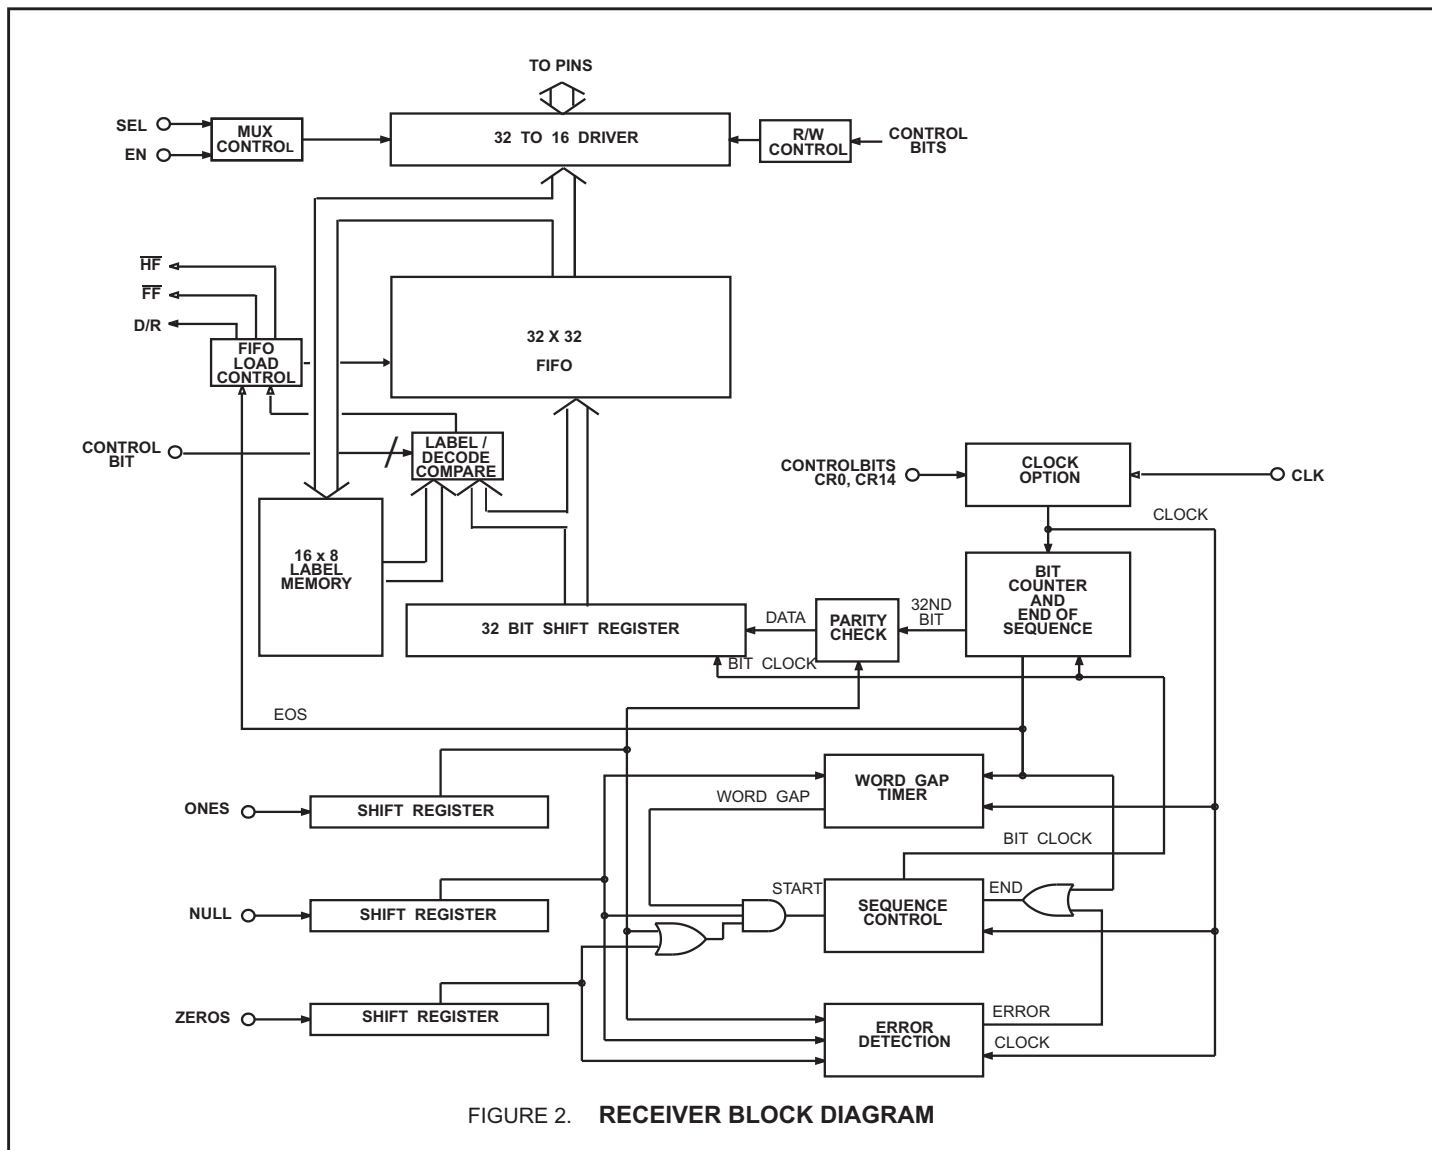 TO PINS
SEL
EN
MUX
CONTROL
32 TO 16 DRIVER
R/W
CONTROL
CONTROL
BITS
HF
FF
D/R
FIFO
LOAD
CONTROL
32 X 32
FIFO
CONTROL
BIT
LABEL /
DECODE
COMPARE
CONTROLBITS
CR0, CR14
CLOCK
OPTION
CLK
CLOCK
16 x 8
LABEL
MEMORY
BIT
COUNTER
AND
END OF
SEQUENCE
32 BIT SHIFT REGISTER
DATA
PARITY
CHECK
32ND
BIT
BIT CLOCK
EOS
WORD GAP
TIMER
WORD GAP
ONES
SHIFT REGISTER
BIT CLOCK
START
SEQUENCE
CONTROL
END
NULL
SHIFT REGISTER
ZEROS
SHIFT REGISTER
ERROR
DETECTION
ERROR
CLOCK
FIGURE 2. RECEIVER BLOCK DIAGRAM